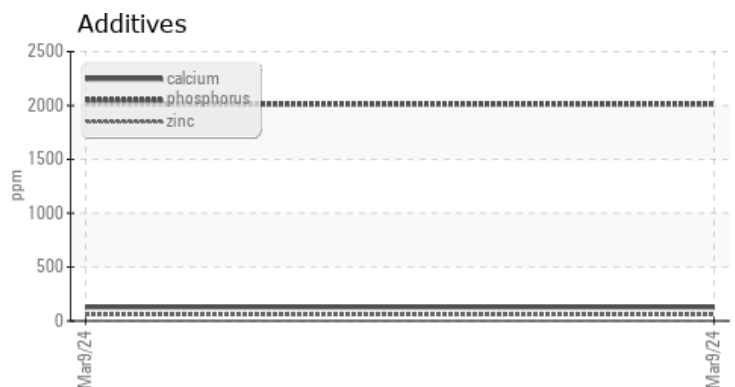 Additives
2500
calcium
2000
phosphorus
zinc
1500
ppm
1000
500
0
Mar9/24
Mar9/24